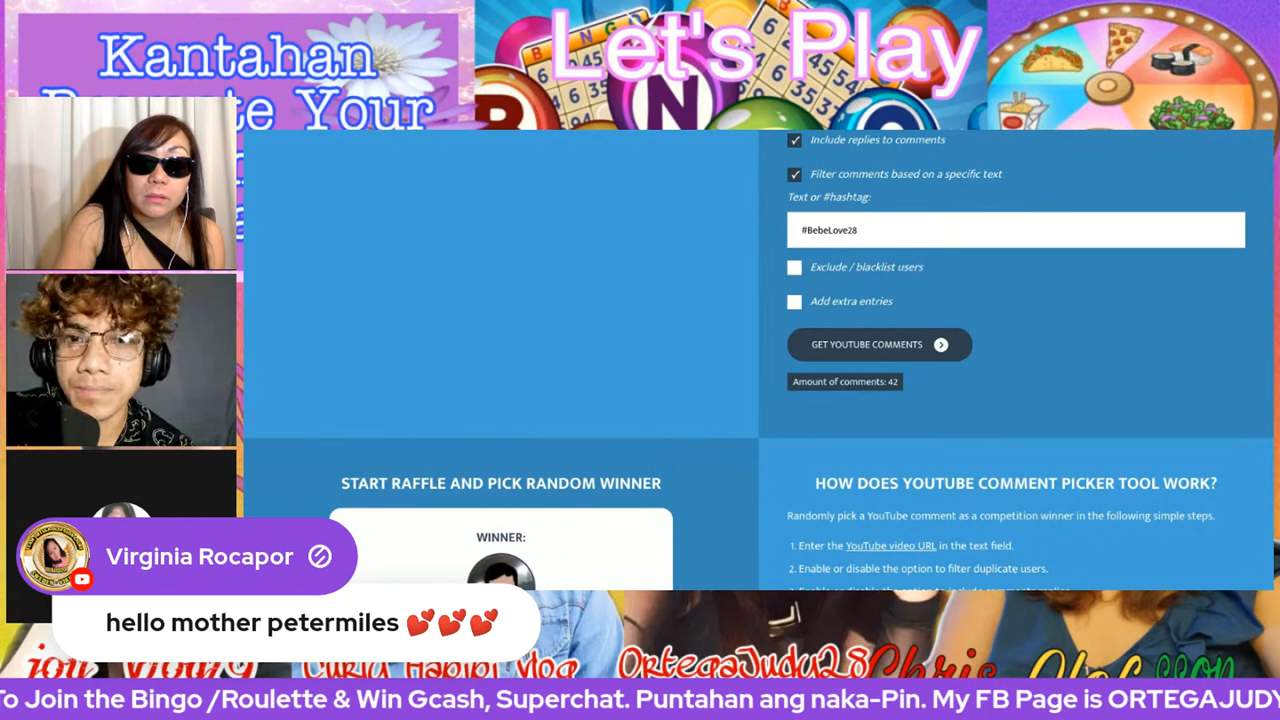 Kantahan
Let's Play
te Your
Include replies to comments
Filter comments based on a specific text
Text or #hashtag:
#BebeLove28
Exclude / blacklist users
Add extra entries
GET YOUTUBE COMMENTS
Amount of comments: 42
START RAFFLE AND PICK RANDOM WINNER
WINNER:
HOW DOES YOUTUBE COMMENT PICKER TOOL WORK?
Randomly pick a YouTube comment as a competition winner in the following simple steps.
1. Enter the YouTube video URL in the text field.
2. Enable or disable the option to filter duplicate users.
Virginia Rocapor
hello mother petermiles 💕💕💕
OrtegaJudy28
To Join the Bingo /Roulette & Win Gcash, Superchat. Puntahan ang naka-Pin. My FB Page is ORTEGAJUDY